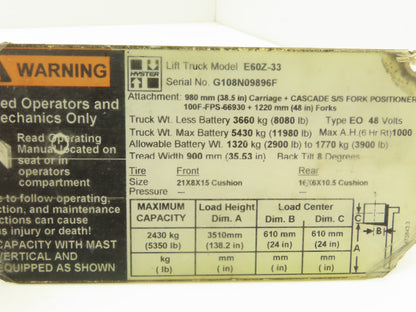 WARNING
ed Operators and
echanics Only
Read Operating
Manual located on
seat or in
operators
compartment
e to follow operating,
ction, and maintenance
ctions can cause
us injury or death!
CAPACITY WITH MAST
VERTICAL AND
EQUIPPED AS SHOWN
HYSTER
Lift Truck Model E60Z-33
Serial No. G108N09896F
Attachment: 980 mm (38.5 in) Carriage + CASCADE S/S FORK POSITIONER
100F-FPS-66930 + 1220 mm (48 in) Forks
Truck Wt. Less Battery 3660 kg (8080 lb) Type EO 48 Volts
Truck Wt. Max Battery 5430 kg (11980 lb) Max A.H.(6 Hr Rt) 1000
Allowable Battery Wt. 1320 kg (2900 lb) to 1770 kg (3900 lb)
Tread Width 900 mm (35.53 in) Back Tilt 8 Degrees
Tire Front Rear
Size 21X8X15 Cushion 16X6X10.5 Cushion
MAXIMUM CAPACITY Load Height Dim. A Load Center Dim. B Dim. C
2430 kg 3510mm 610 mm 610 mm
(5350 lb) (138.2 in) (24 in) (24 in)
kg mm mm mm
( lb) ( in) ( in) ( in)
C
B
A